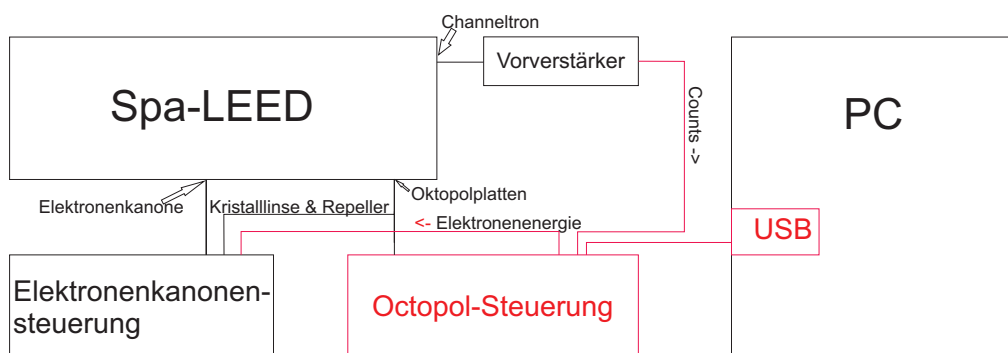 Channeltron
Spa-LEED
Vorverstärker
PC
Counts ->
Elektronenkanone
Kristalllinse & Repeller
Oktopolplatten
<- Elektronenenergie
USB
Elektronenkanonen-
steuerung
Octopol-Steuerung